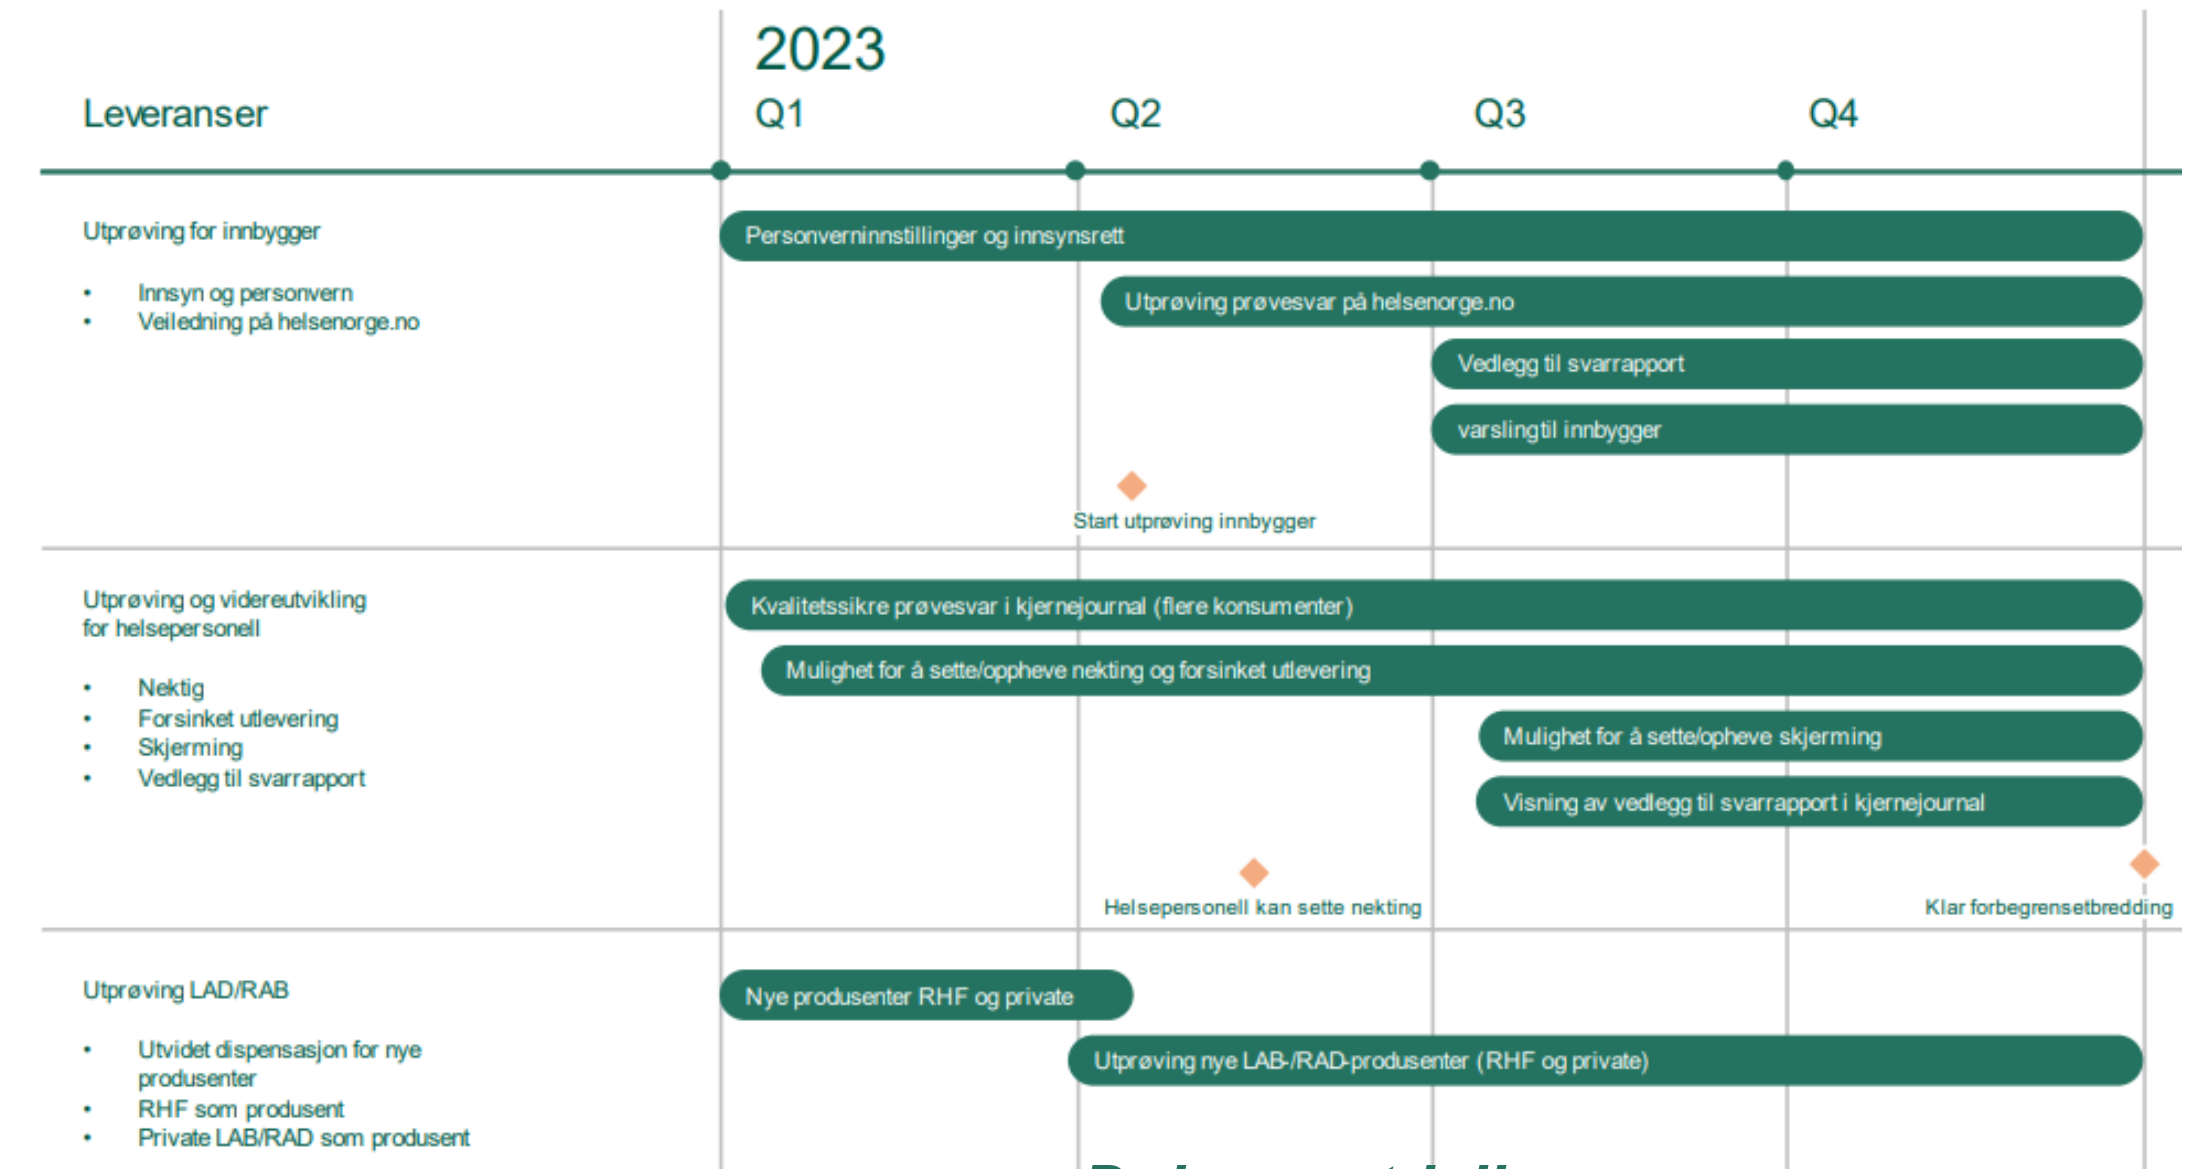 2023
Leveranser
Q1
Q2
Q3
Q4
Utprøving for innbygger
• Innsyn og personvern
• Veiledning på helsenorge.no
Personverninnstillinger og innsynsrett
Utprøving prøvesvar på helsenorge.no
Vedlegg til svarrapport
varslingtil innbygger
Start utprøving innbygger
Utprøving og videreutvikling
for helsepersonell
• Nektig
• Forsinket utlevering
• Skjerming
• Vedlegg til svarrapport
Kvalitetssikre prøvesvar i kjernejournal (flere konsumenter)
Mulighet for å sette/oppheve nekting og forsinket utlevering
Mulighet for å sette/opheve skjerming
Visning av vedlegg til svarrapport i kjernejournal
Helsepersonell kan sette nekting
Klar forbegrensetbredding
Utprøving LAD/RAB
• Utvidet dispensasjon for nye
produsenter
• RHF som produsent
• Private LAB/RAD som produsent
Nye produsenter RHF og private
Utprøving nye LAB-/RAD-produsenter (RHF og private)